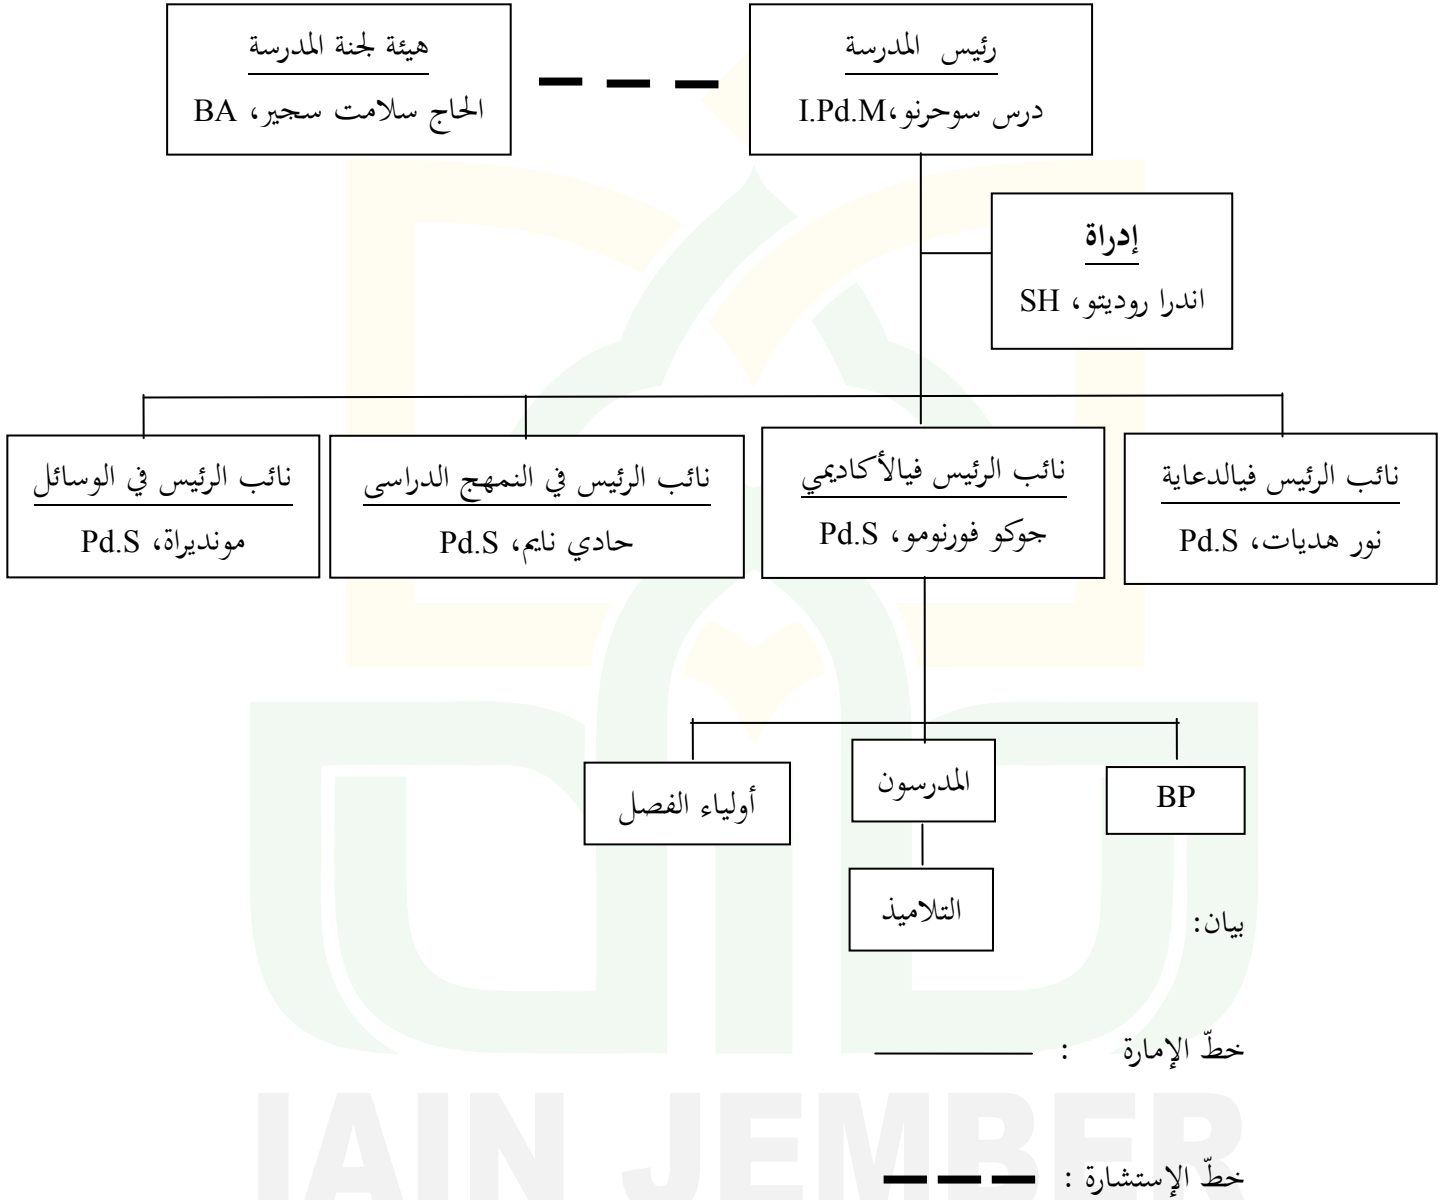 رئيس المدرسة
درس سوحرنو،I.Pd.M
هيئة لجنة المدرسة
الحاج سلامت سجير، BA
إدراة
اندرا روديتو، SH
نائب الرئيس فيالدعاية
نور هديات، Pd.S
نائب الرئيس فيالأكاديمي
جوكو فورنومو، Pd.S
نائب الرئيس في النمهج الدراسى
حادي نايم، Pd.S
نائب الرئيس في الوسائل
مونديراة، Pd.S
BP
المدرسون
أولياء الفصل
التلاميذ
بيان:
خطّ الإمارة :
خطّ الإستشارة :
IAIN JEMBER